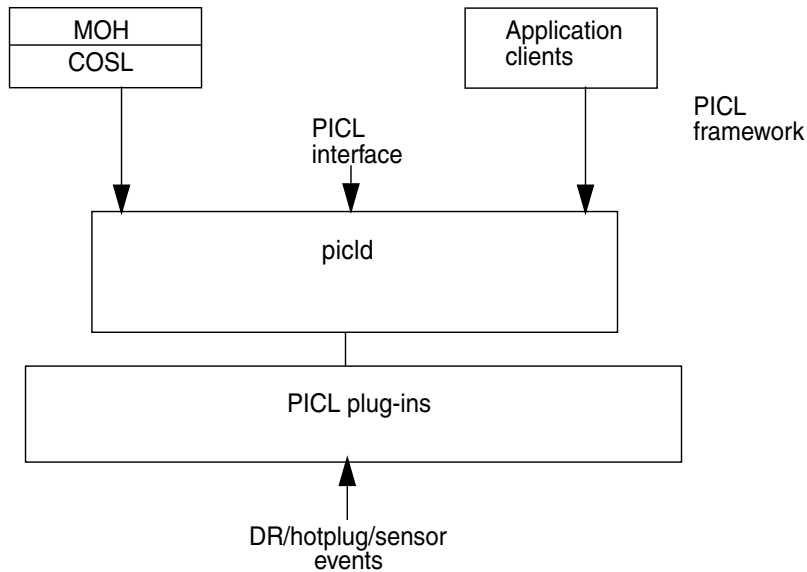 MOH
COSL
Application
clients
PICL
framework
PICL
interface
picld
PICL plug-ins
DR/hotplug/sensor
events